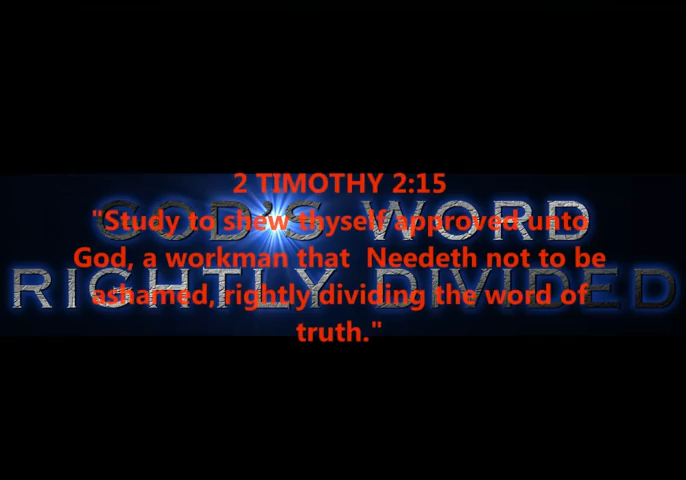 2 TIMOTHY 2:15
"Study to shew thyself approved unto
God, a workman that  Needeth not to be
ashamed, rightly dividing the word of
truth."
GOD'S WORD
RIGHTLY DIVIDED